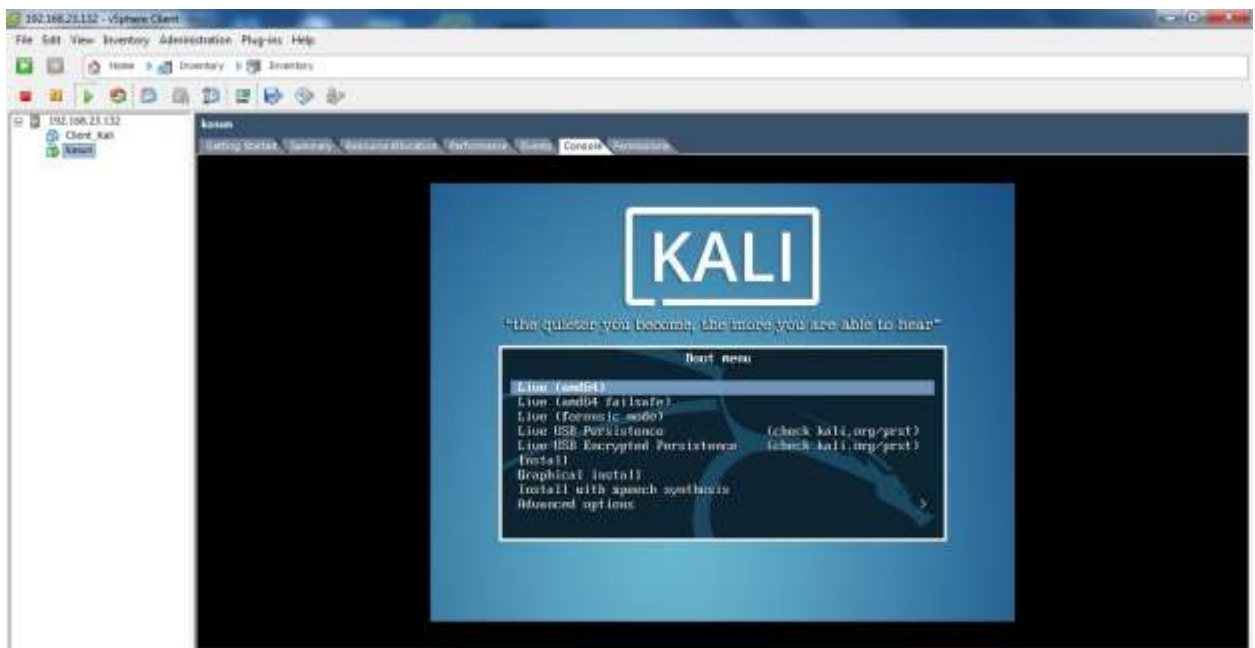 192.168.23.132 - vSphere Client
File Edit View Inventory Administration Plug-ins Help
Home Inventory Inventory
192.168.23.132
Client_Kali
Getting Started Summary Resource Allocation Performance Events Console Permissions
KALI
"the quieter you become, the more you are able to hear"
Boot menu
Live (amd64)
Live (amd64 failsafe)
Live (forensic mode)
Live USB Persistence (check kali.org/prst)
Live USB Encrypted Persistence (check kali.org/prst)
Install
Graphical install
Install with speech synthesis
Advanced options >